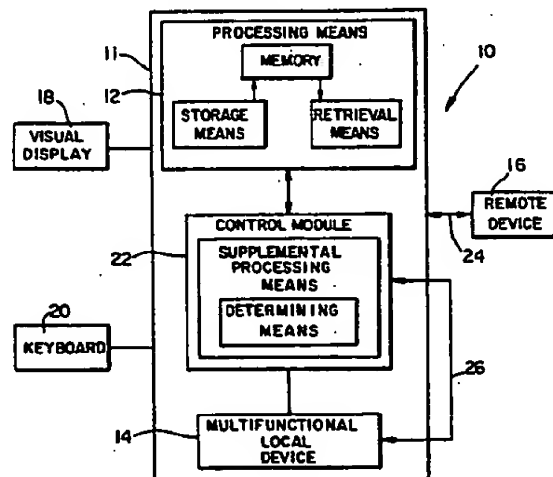 PROCESSING MEANS
11
MEMORY
10
12
18
STORAGE
MEANS
RETRIEVAL
MEANS
VISUAL
DISPLAY
16
REMOTE
DEVICE
CONTROL MODULE
24
22
SUPPLEMENTAL
PROCESSING
MEANS
20
DETERMINING
MEANS
KEYBOARD
26
14
MULTIFUNCTIONAL
LOCAL
DEVICE